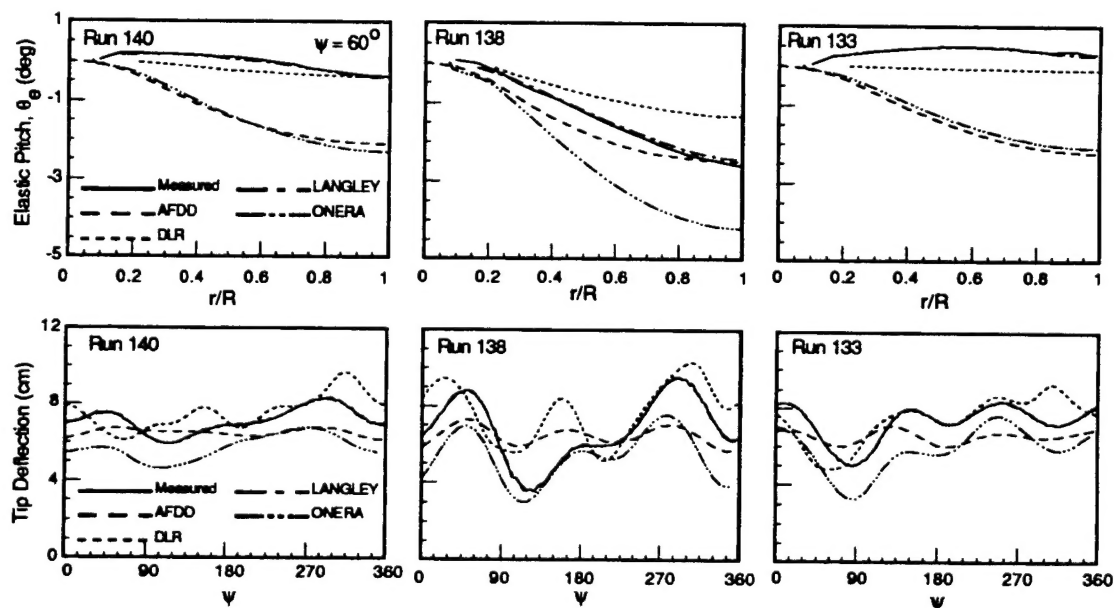 1
-1
-3
-5
Elastic Pitch, θe (deg)
Run 140
ψ = 60°
Measured
LANGLEY
AFDD
ONERA
DLR
0
0.2
0.4
0.6
0.8
1
r/R
Run 138
0
0.2
0.4
0.6
0.8
1
r/R
Run 133
0
0.2
0.4
0.6
0.8
1
r/R
12
8
4
0
Tip Deflection (cm)
Run 140
Measured
LANGLEY
AFDD
ONERA
DLR
0
90
180
270
360
ψ
Run 138
0
90
180
270
360
ψ
Run 133
0
90
180
270
360
ψ